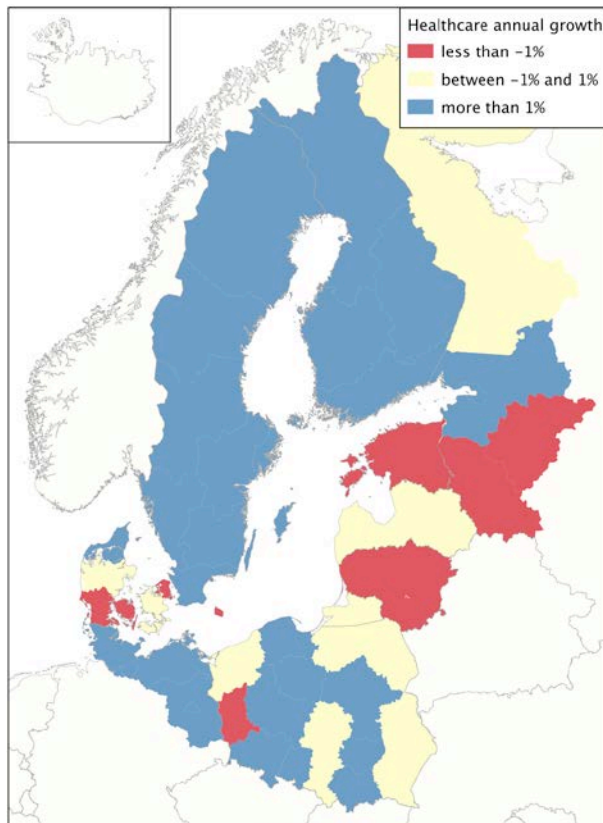 Healthcare annual growth
less than -1%
between -1% and 1%
more than 1%